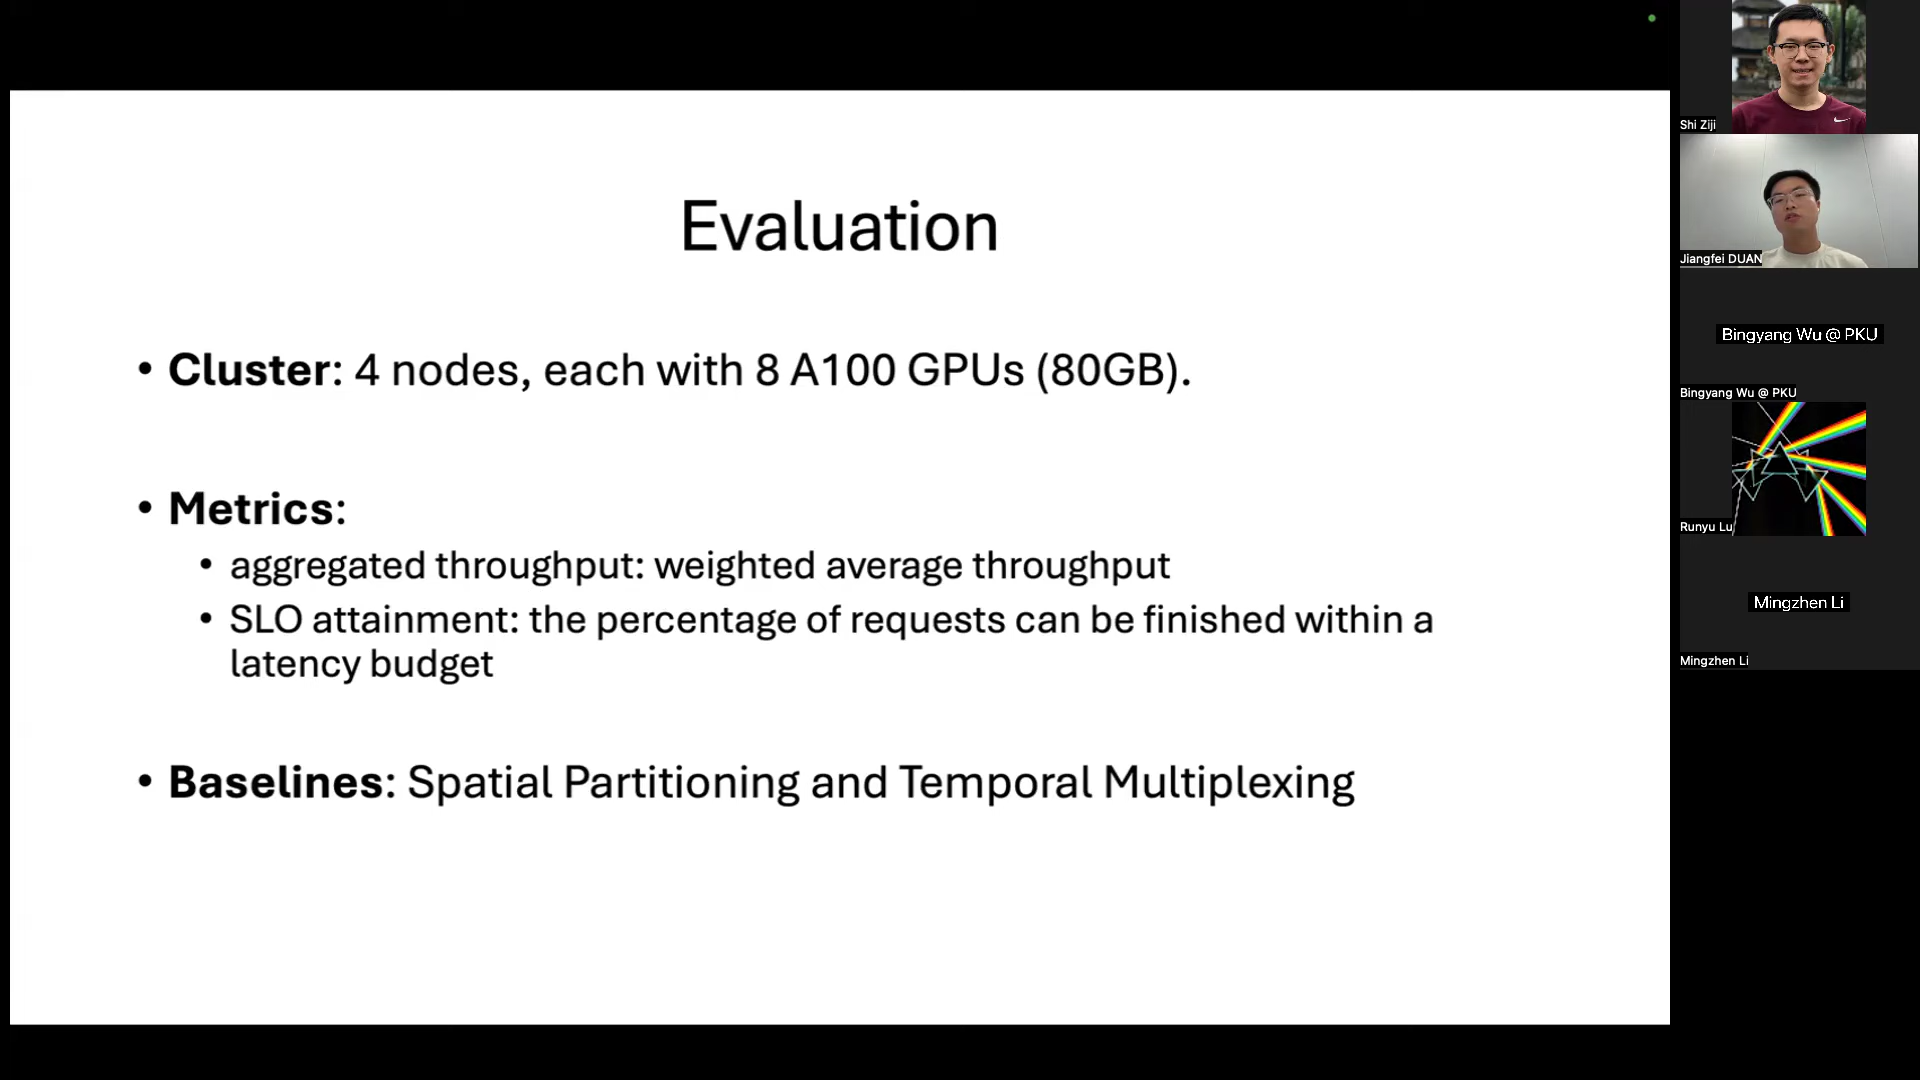 Evaluation
• Cluster: 4 nodes, each with 8 A100 GPUs (80GB).
• Metrics:
• aggregated throughput: weighted average throughput
• SLO attainment: the percentage of requests can be finished within a
latency budget
• Baselines: Spatial Partitioning and Temporal Multiplexing
Shi Ziji
Jiangfei DUAN
Bingyang Wu @ PKU
Bingyang Wu @ PKU
Runyu Lu
Mingzhen Li
Mingzhen Li